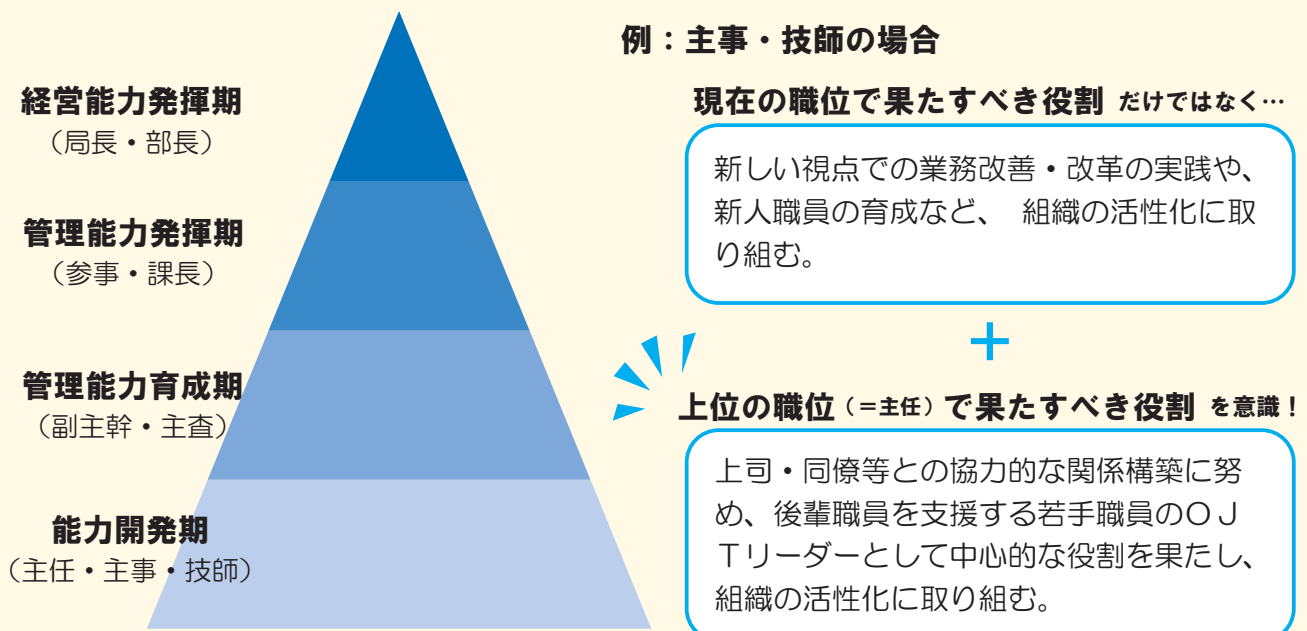 経営能力発揮期
（局長・部長）
管理能力発揮期
（参事・課長）
管理能力育成期
（副主幹・主査）
能力開発期
（主任・主事・技師）
例：主事・技師の場合
現在の職位で果たすべき役割 だけではなく…
新しい視点での業務改善・改革の実践や、
新人職員の育成など、 組織の活性化に取
り組む。
＋
上位の職位（＝主任）で果たすべき役割 を意識！
上司・同僚等との協力的な関係構築に努
め、後輩職員を支援する若手職員のＯＪ
Ｔリーダーとして中心的な役割を果たし、
組織の活性化に取り組む。